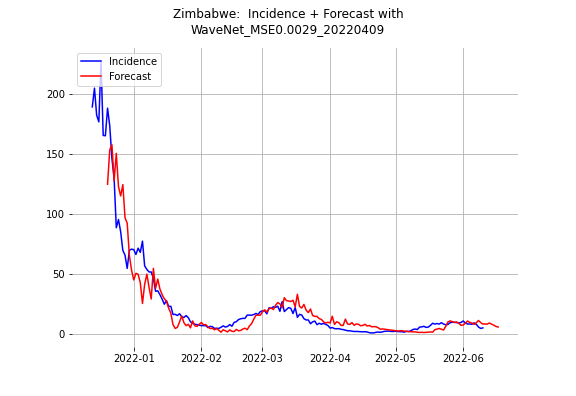 Zimbabwe:  Incidence + Forecast with
WaveNet_MSE0.0029_20220409
Incidence
Forecast
200
150
100
50
0
2022-01
2022-02
2022-03
2022-04
2022-05
2022-06